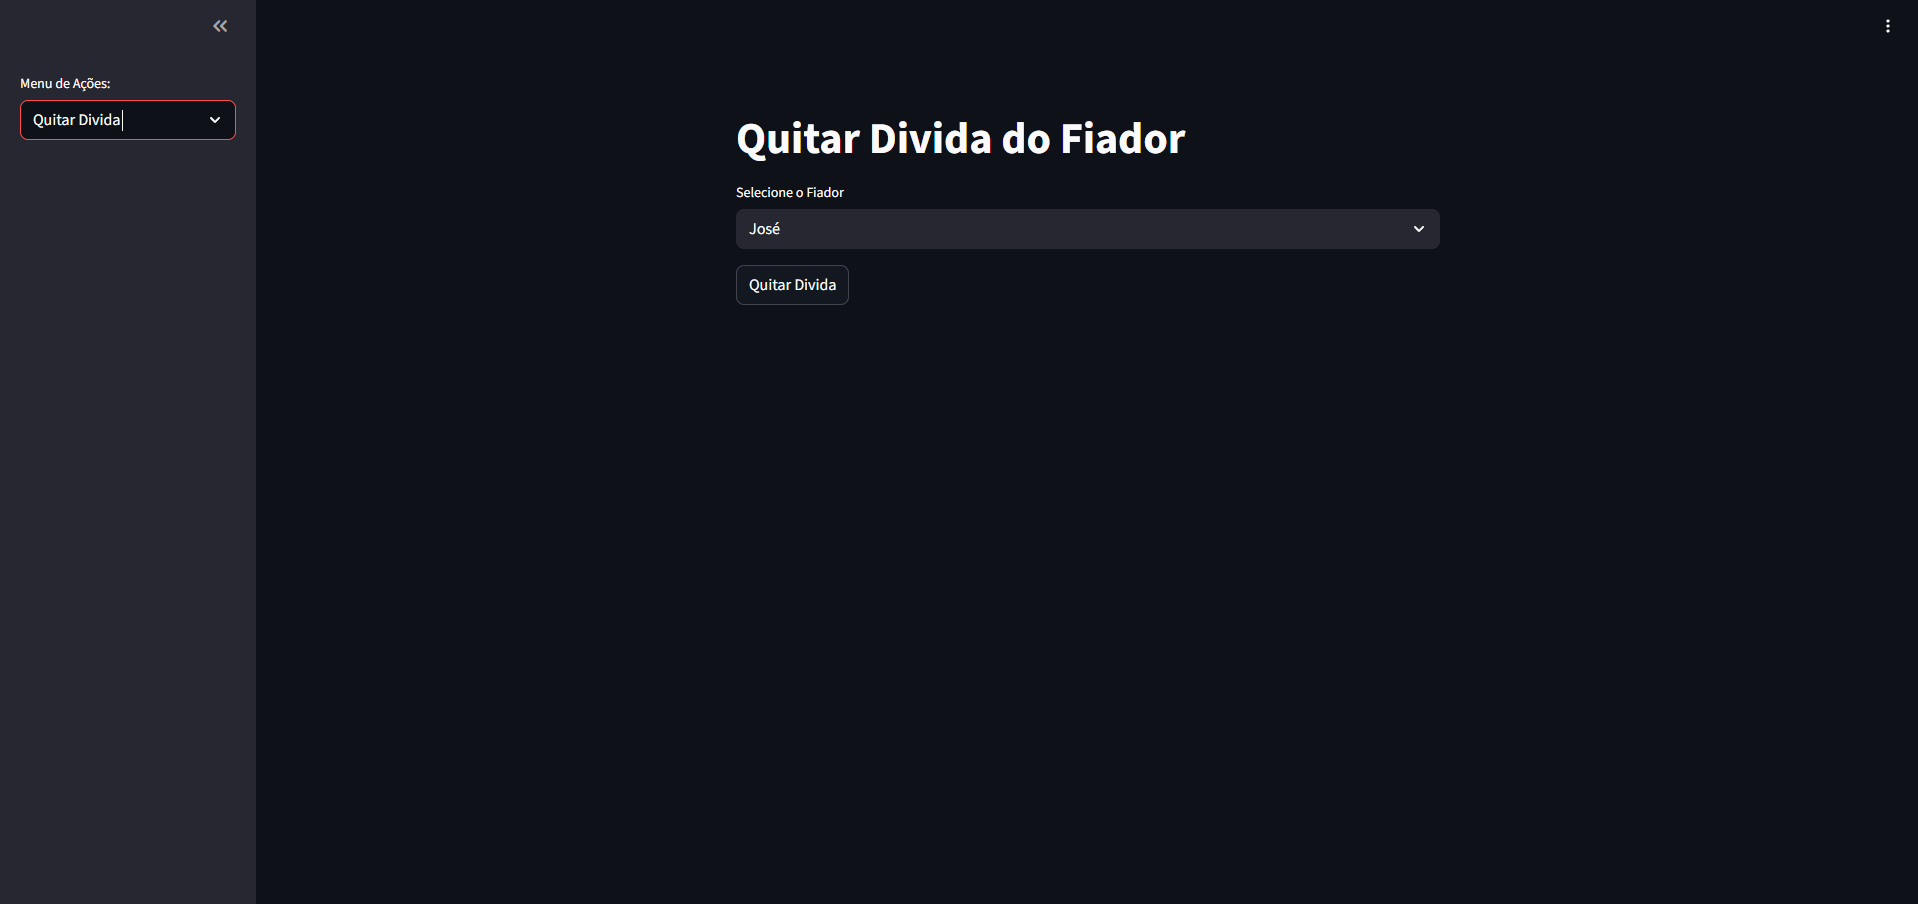 Menu de Ações:
Quitar Divida
Quitar Divida do Fiador
Selecione o Fiador
José
Quitar Divida